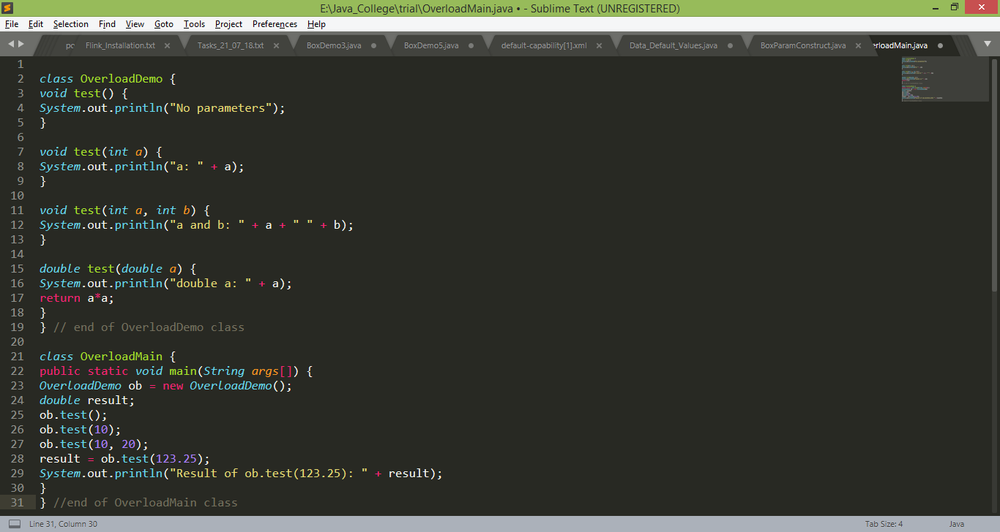 E:\Java_College\trial\OverloadMain.java • - Sublime Text (UNREGISTERED)
File Edit Selection Find View Goto Tools Project Preferences Help
Flink_Installation.txt Tasks_21_07_18.txt BoxDemo3.java BoxDemo5.java default-capability[1].xml Data_Default_Values.java BoxParamConstruct.java erloadMain.java
1
2 class OverloadDemo {
3 void test() {
4 System.out.println("No parameters");
5 }
6
7 void test(int a) {
8 System.out.println("a: " + a);
9 }
10
11 void test(int a, int b) {
12 System.out.println("a and b: " + a + " " + b);
13 }
14
15 double test(double a) {
16 System.out.println("double a: " + a);
17 return a*a;
18 }
19 } // end of OverloadDemo class
20
21 class OverloadMain {
22 public static void main(String args[]) {
23 OverloadDemo ob = new OverloadDemo();
24 double result;
25 ob.test();
26 ob.test(10);
27 ob.test(10, 20);
28 result = ob.test(123.25);
29 System.out.println("Result of ob.test(123.25): " + result);
30 }
31 } //end of OverloadMain class
Line 31, Column 30 Tab Size: 4 Java